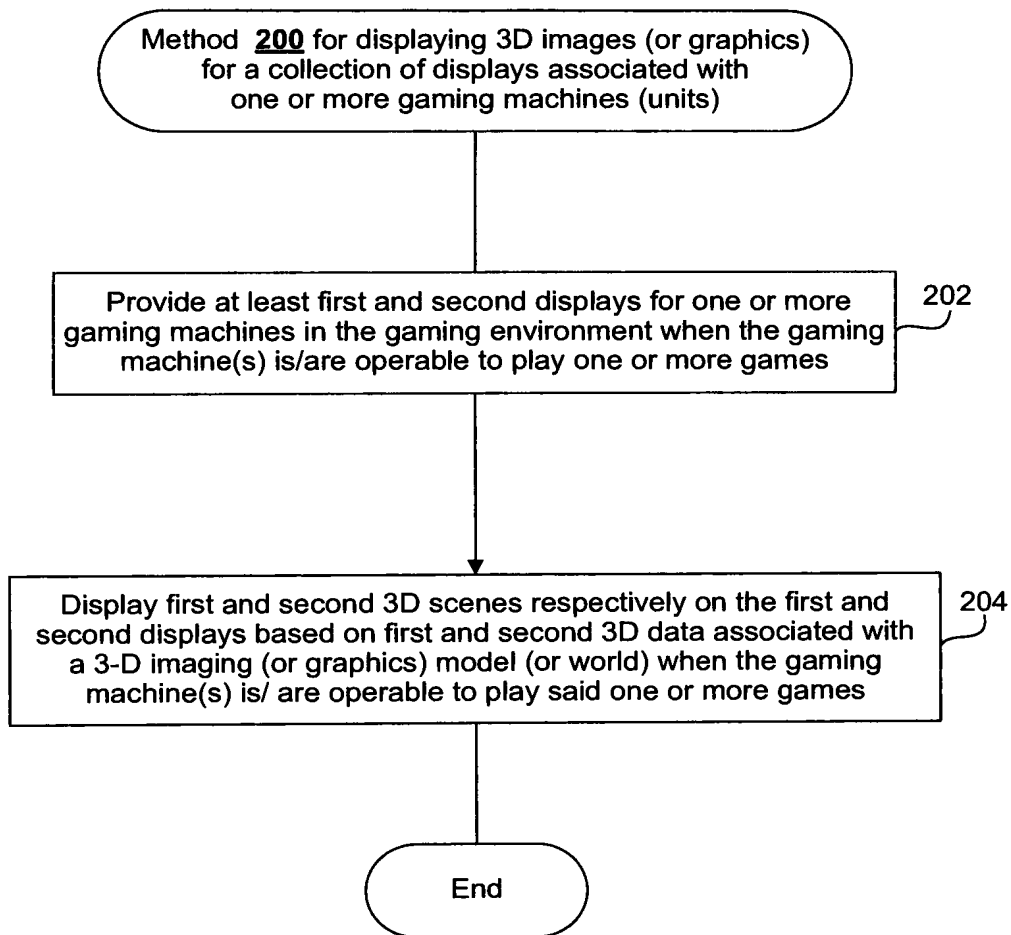 Method 200 for displaying 3D images (or graphics)
for a collection of displays associated with
one or more gaming machines (units)
Provide at least first and second displays for one or more
gaming machines in the gaming environment when the gaming
machine(s) is/are operable to play one or more games
202
Display first and second 3D scenes respectively on the first and
second displays based on first and second 3D data associated with
a 3-D imaging (or graphics) model (or world) when the gaming
machine(s) is/ are operable to play said one or more games
204
End